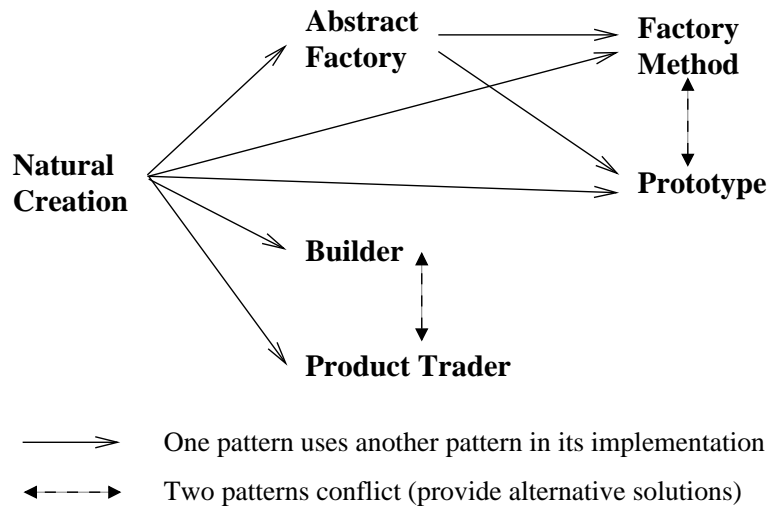 Abstract
Factory
Factory
Method
Natural
Creation
Prototype
Builder
Product Trader
One pattern uses another pattern in its implementation
Two patterns conflict (provide alternative solutions)